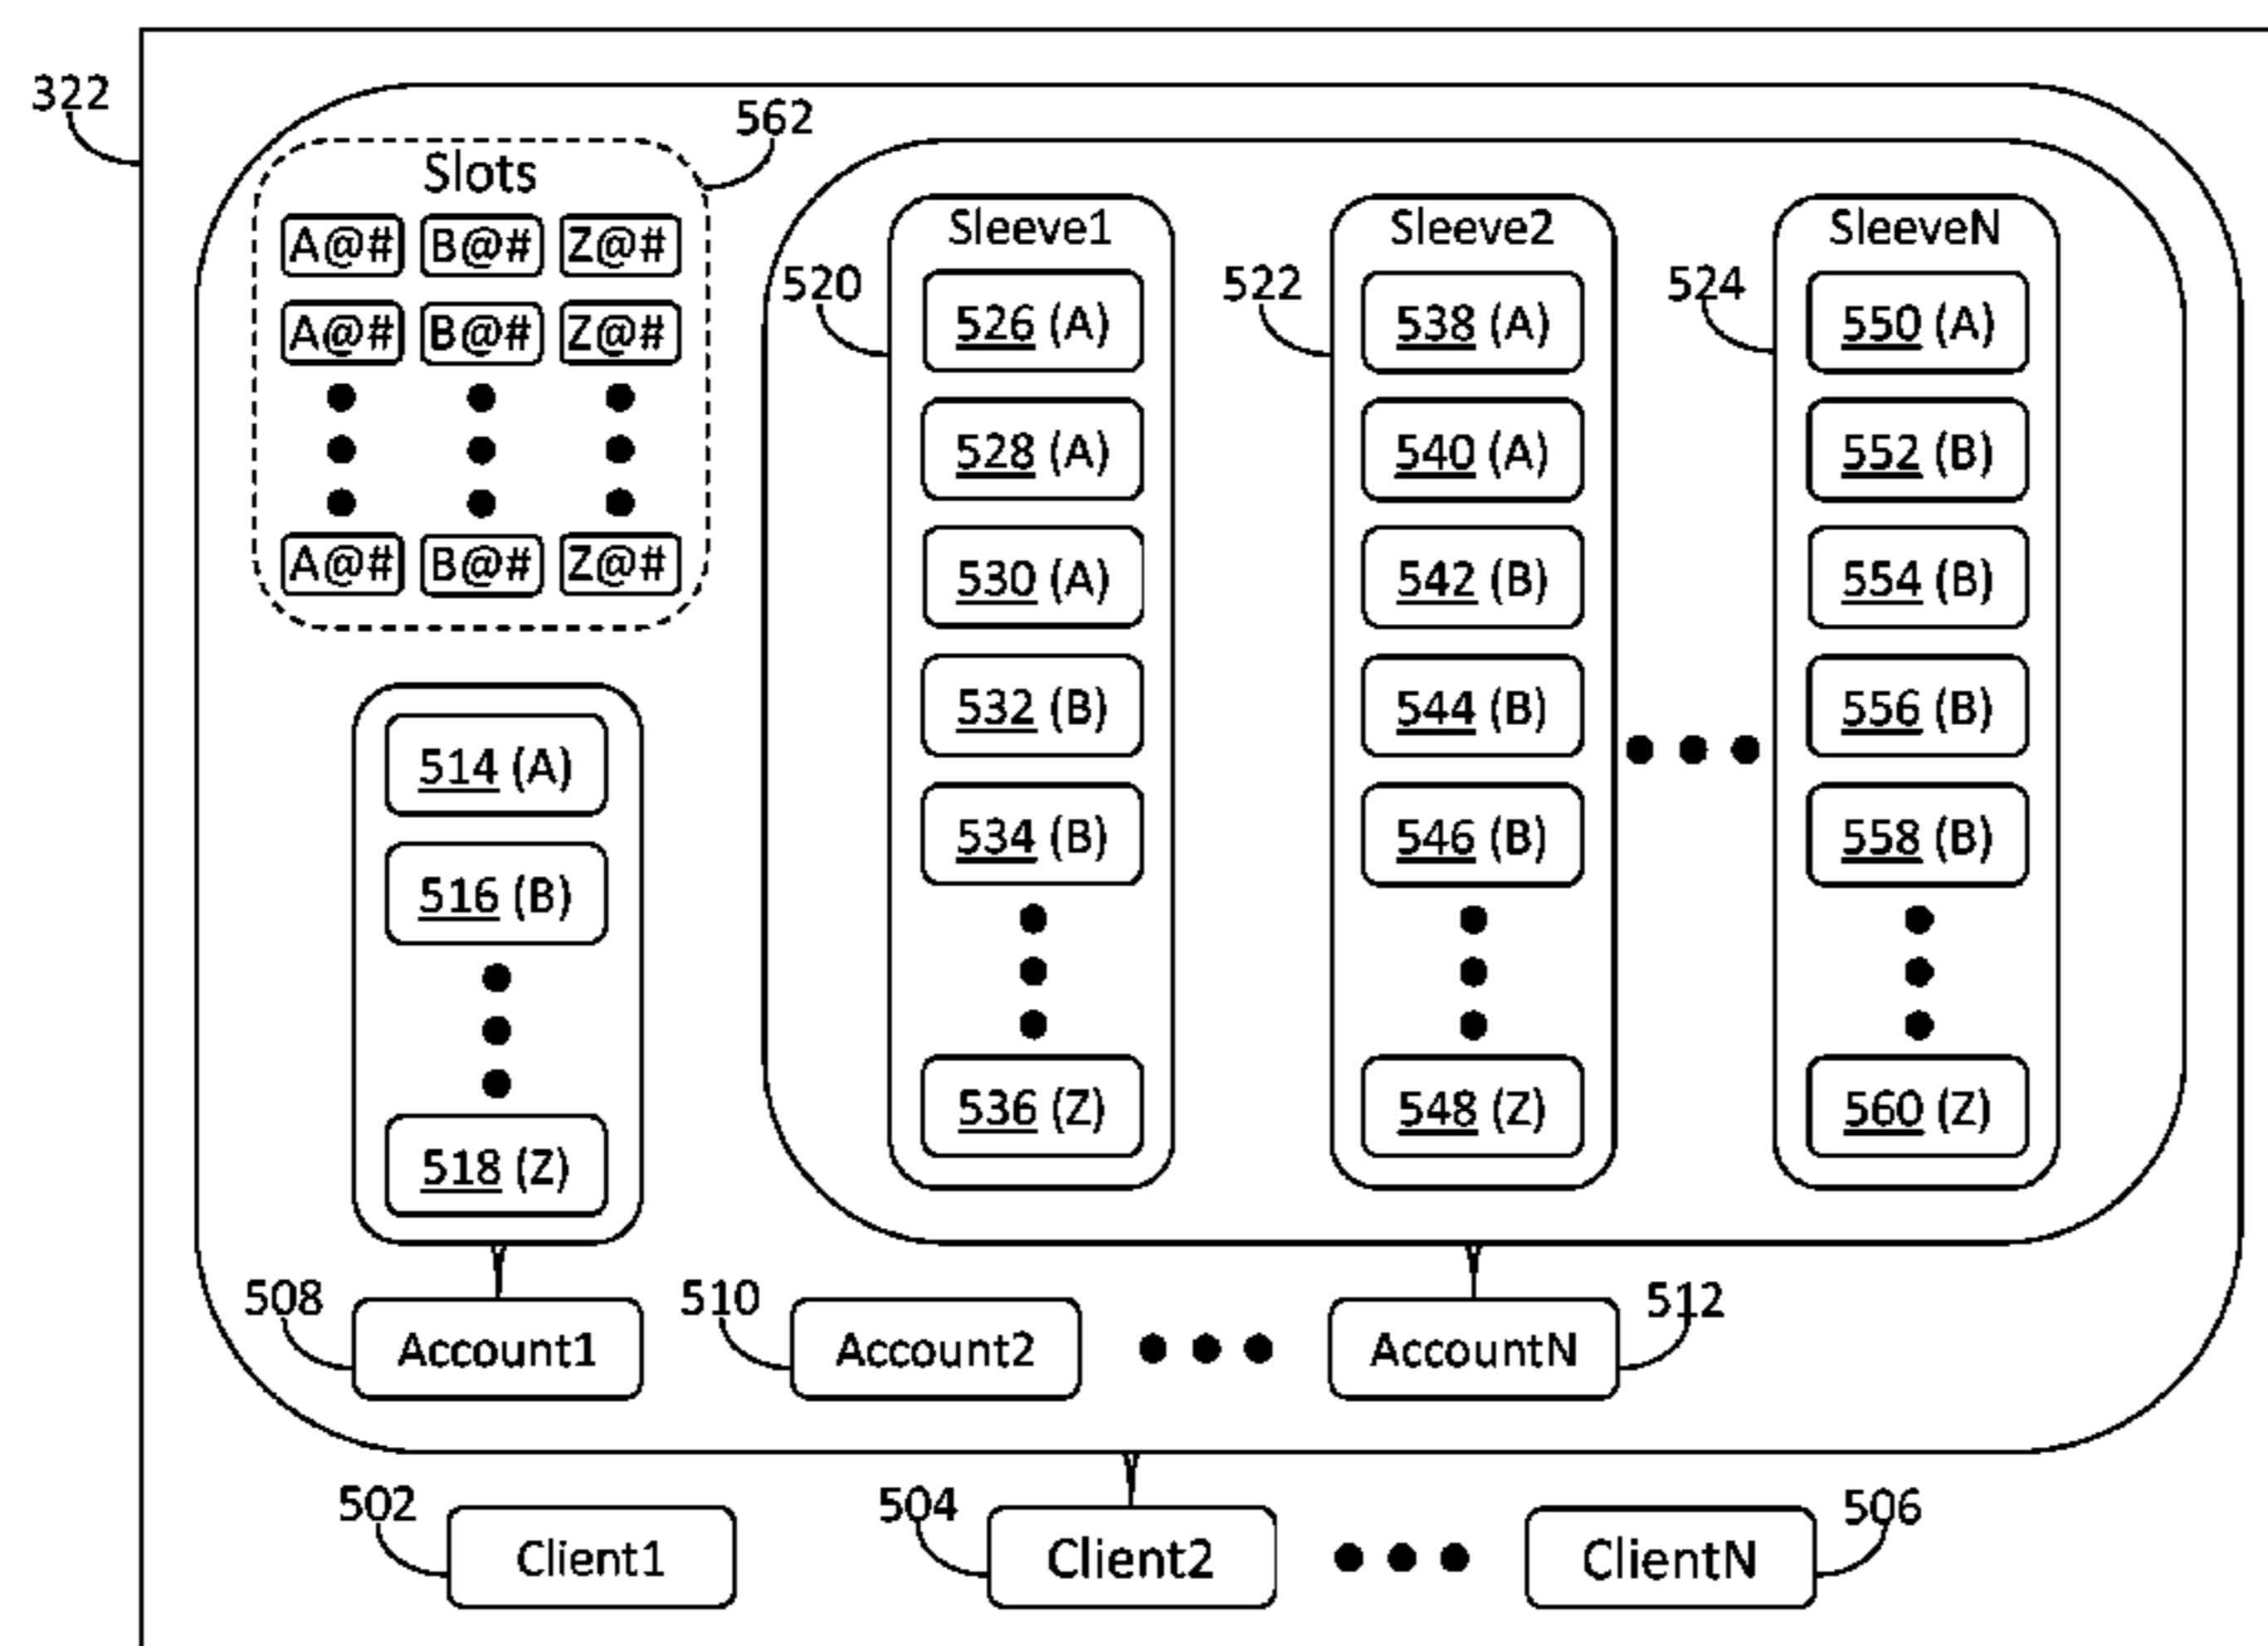 322
562
Slots
A@# B@# Z@#
A@# B@# Z@#
A@# B@# Z@#
514 (A)
516 (B)
518 (Z)
520
Sleeve1
526 (A)
528 (A)
530 (A)
532 (B)
534 (B)
536 (Z)
522
Sleeve2
538 (A)
540 (A)
542 (B)
544 (B)
546 (B)
548 (Z)
524
SleeveN
550 (A)
552 (B)
554 (B)
556 (B)
558 (B)
560 (Z)
508
Account1
510
Account2
AccountN
512
502
Client1
504
Client2
ClientN
506